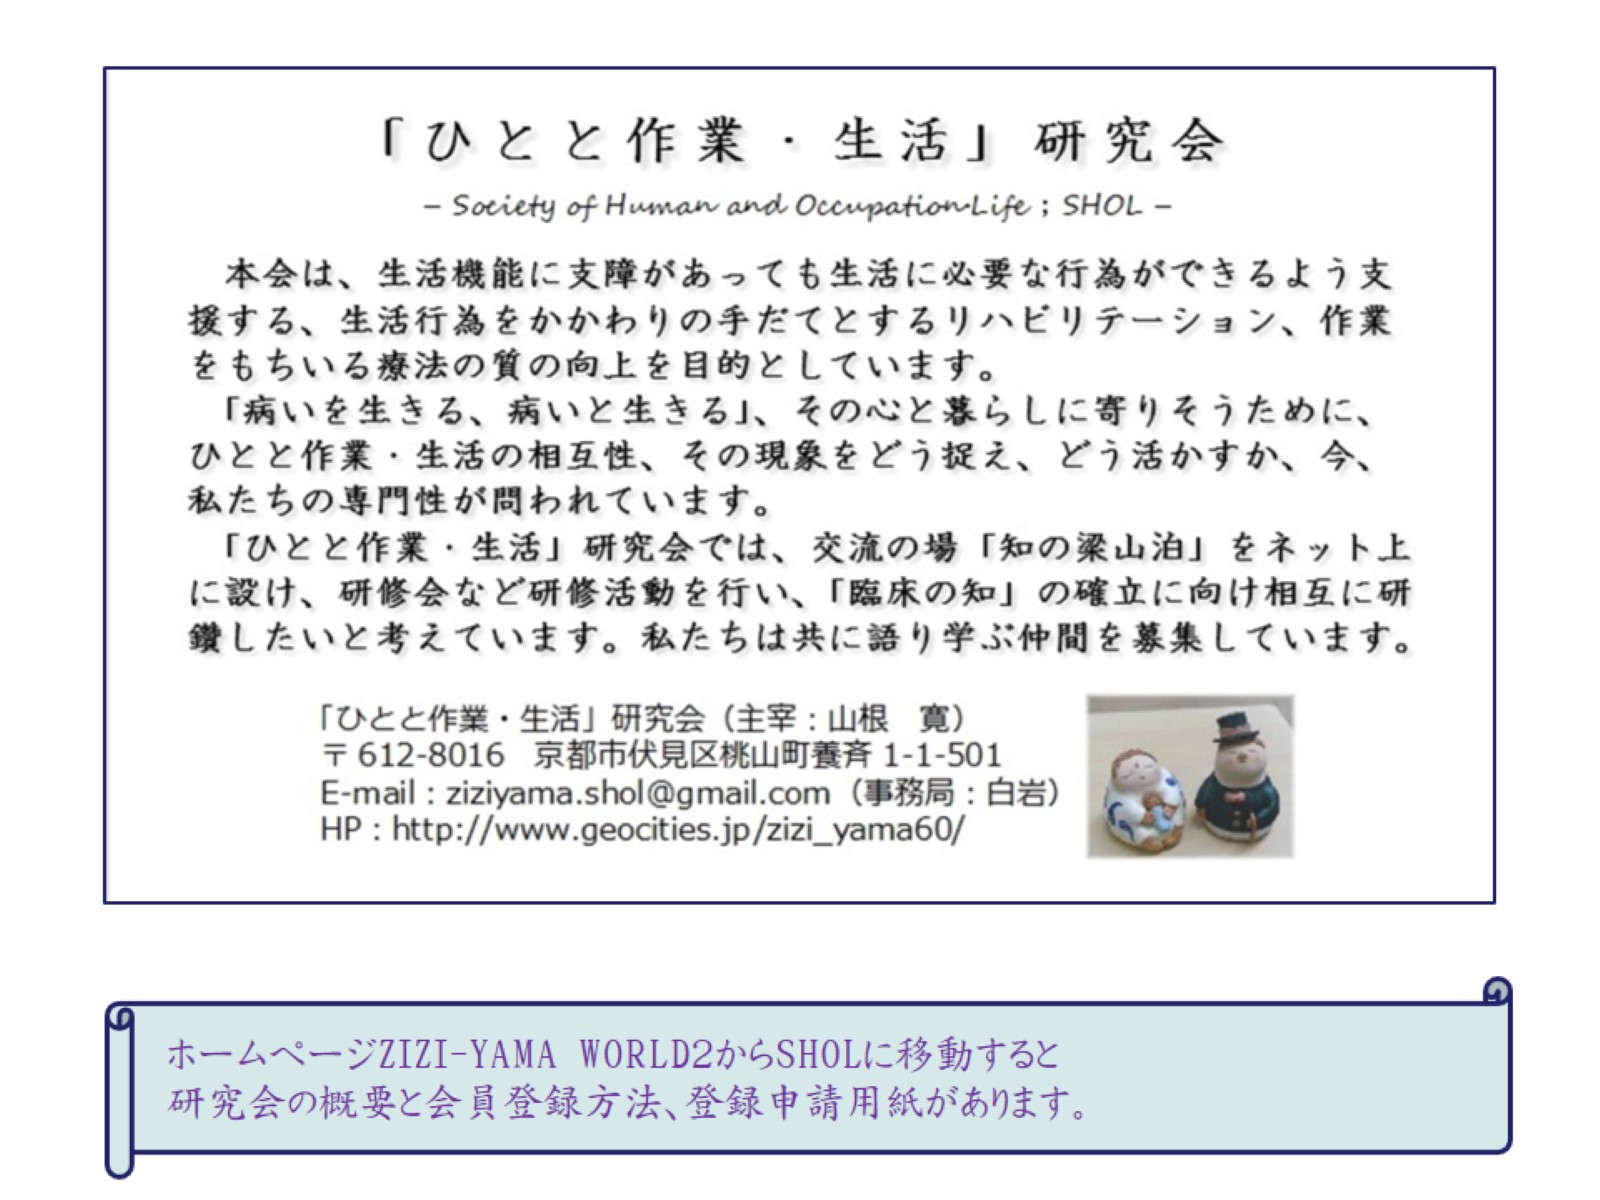 「ひとと作業・生活」研究会
– Society of Human and Occupation・Life ; SHOL –
本会は、生活機能に支障があっても生活に必要な行為ができるよう支
援する、生活行為をかかわりの手だてとするリハビリテーション、作業
をもちいる療法の質の向上を目的としています。
「病いを生きる、病いと生きる」、その心と暮らしに寄りそうために、
ひとと作業・生活の相互性、その現象をどう捉え、どう活かすか、今、
私たちの専門性が問われています。
「ひとと作業・生活」研究会では、交流の場「知の梁山泊」をネット上
に設け、研修会など研修活動を行い、「臨床の知」の確立に向け相互に研
鑽したいと考えています。私たちは共に語り学ぶ仲間を募集しています。
「ひとと作業・生活」研究会（主宰：山根　寛）
〒612-8016　京都市伏見区桃山町養斉 1-1-501
E-mail：ziziyama.shol@gmail.com（事務局：白岩）
HP：http://www.geocities.jp/zizi_yama60/
ホームページZIZI-YAMA WORLD2からSHOLに移動すると
研究会の概要と会員登録方法、登録申請用紙があります。